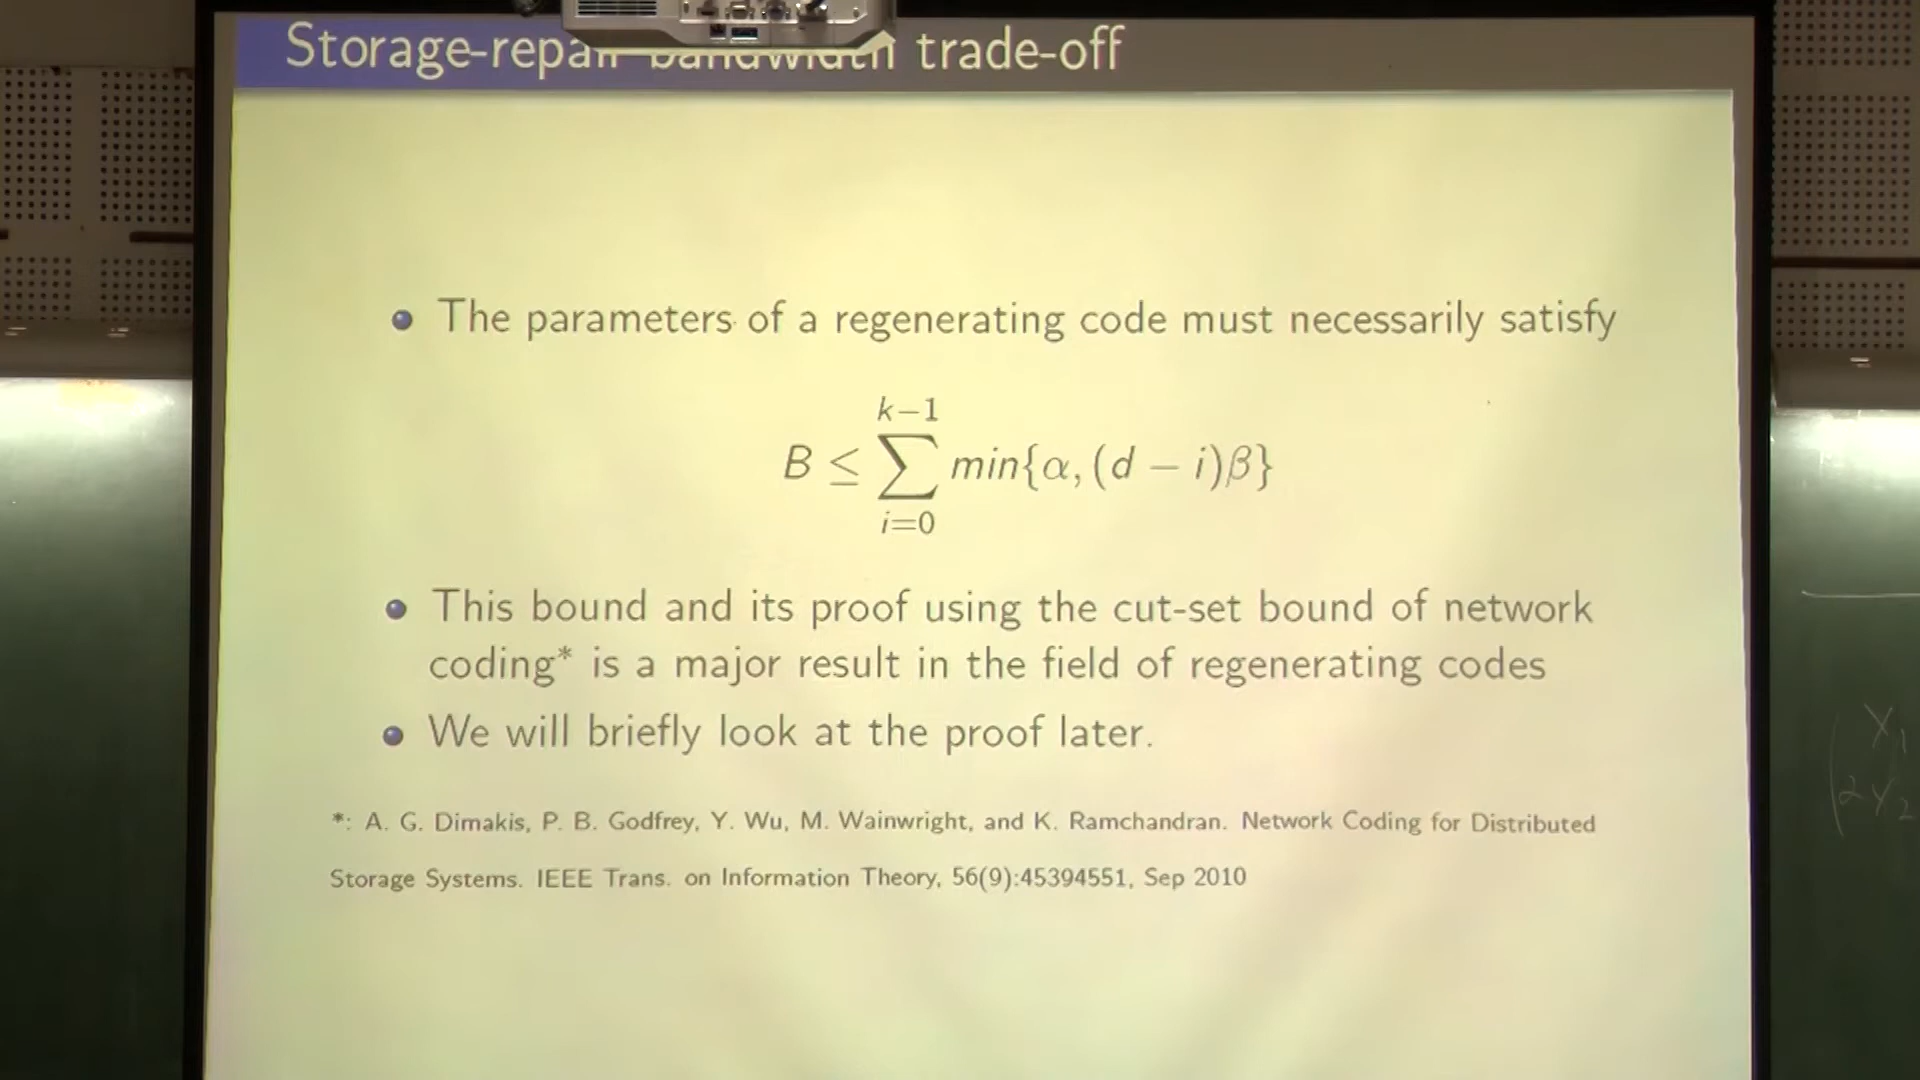 Storage-repair bandwidth trade-off
The parameters of a regenerating code must necessarily satisfy
k−1
B ≤ ∑ min{α, (d − i)β}
i=0
This bound and its proof using the cut-set bound of network
coding* is a major result in the field of regenerating codes
We will briefly look at the proof later.
*: A. G. Dimakis, P. B. Godfrey, Y. Wu, M. Wainwright, and K. Ramchandran. Network Coding for Distributed
Storage Systems. IEEE Trans. on Information Theory, 56(9):45394551, Sep 2010
X₁
2Y₂